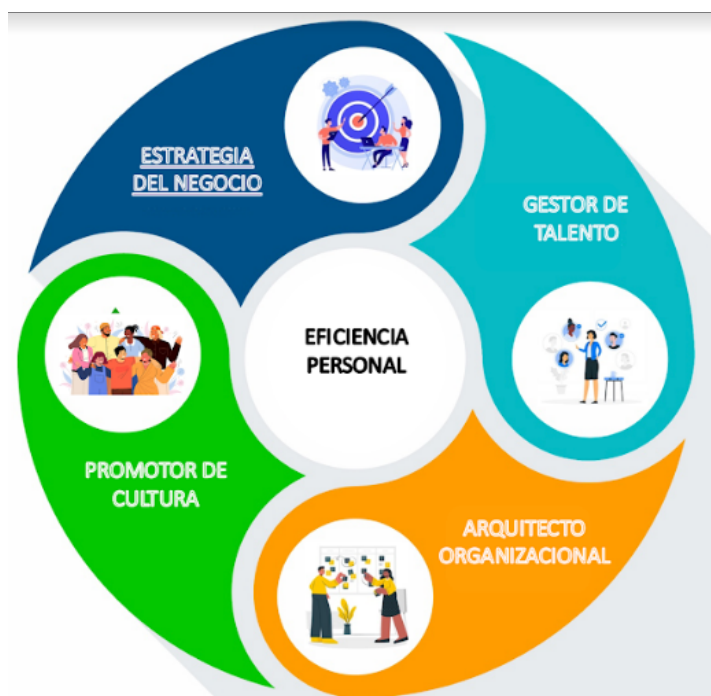 ESTRATEGIA
DEL NEGOCIO
GESTOR DE
TALENTO
EFICIENCIA
PERSONAL
PROMOTOR DE
CULTURA
ARQUITECTO
ORGANIZACIONAL